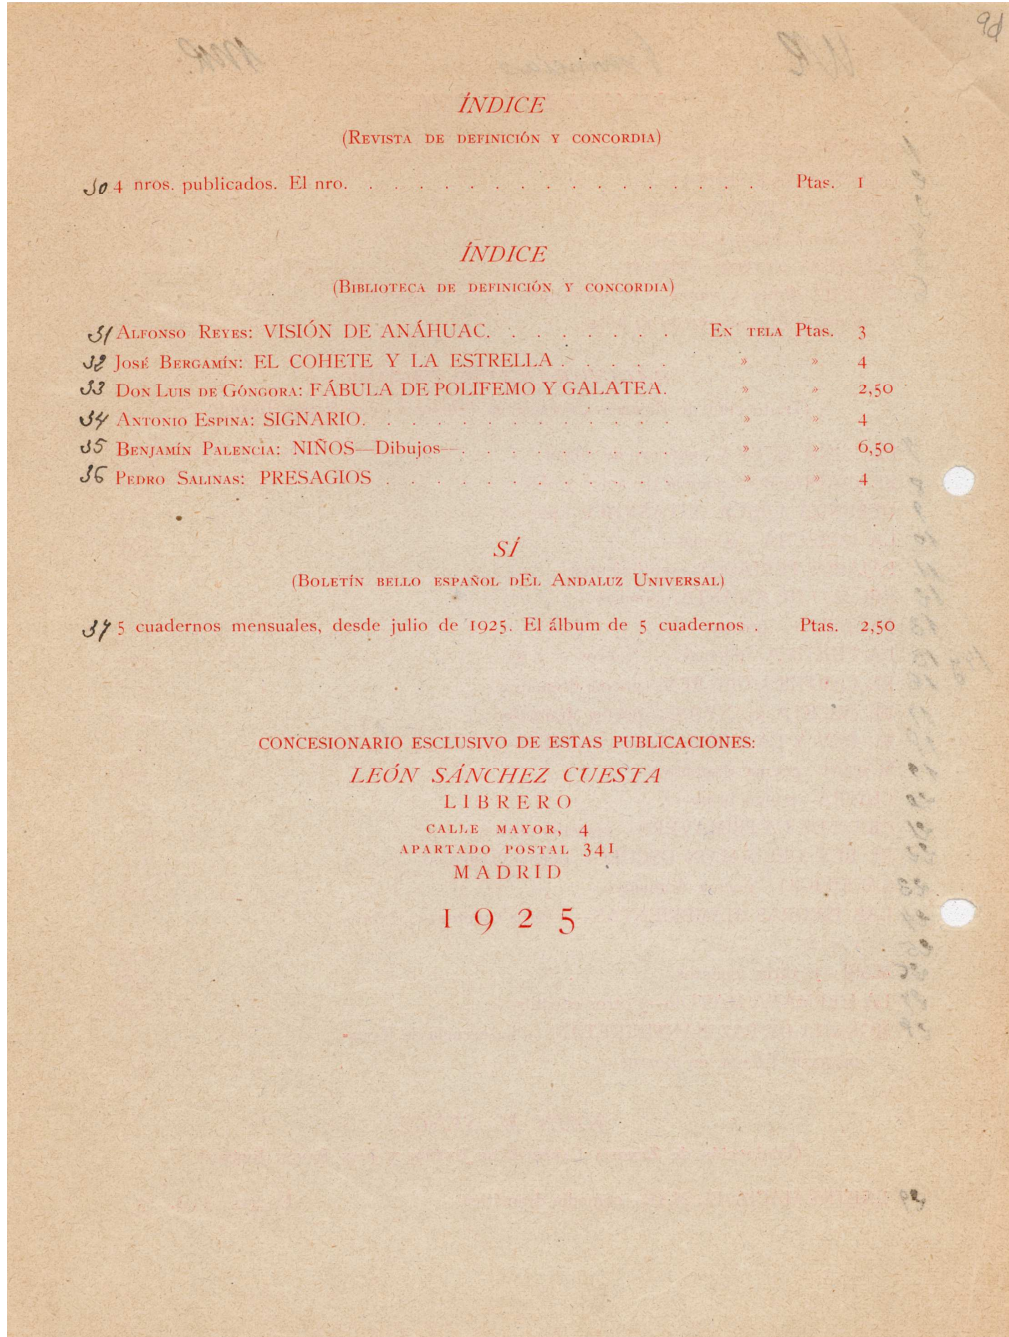 9d
ÍNDICE
(Revista de definición y concordia)
30 4 nros. publicados. El nro. . . . . . . . . . . . . . . . . . Ptas. 1
ÍNDICE
(Biblioteca de definición y concordia)
31 Alfonso Reyes: VISIÓN DE ANÁHUAC. . . . . . . . . En tela Ptas. 3
32 José Bergamín: EL COHETE Y LA ESTRELLA . . . . . » » 4
33 Don Luis de Góngora: FÁBULA DE POLIFEMO Y GALATEA. » » 2,50
34 Antonio Espina: SIGNARIO. . . . . . . . . . . . . » » 4
35 Benjamín Palencia: NIÑOS—Dibujos—. . . . . . . . . » » 6,50
36 Pedro Salinas: PRESAGIOS . . . . . . . . . . . . » » 4
SÍ
(Boletín bello español dEl Andaluz Universal)
37 5 cuadernos mensuales, desde julio de 1925. El álbum de 5 cuadernos . Ptas. 2,50
CONCESIONARIO ESCLUSIVO DE ESTAS PUBLICACIONES:
LEÓN SÁNCHEZ CUESTA
LIBRERO
CALLE MAYOR, 4
APARTADO POSTAL 341
MADRID
1925